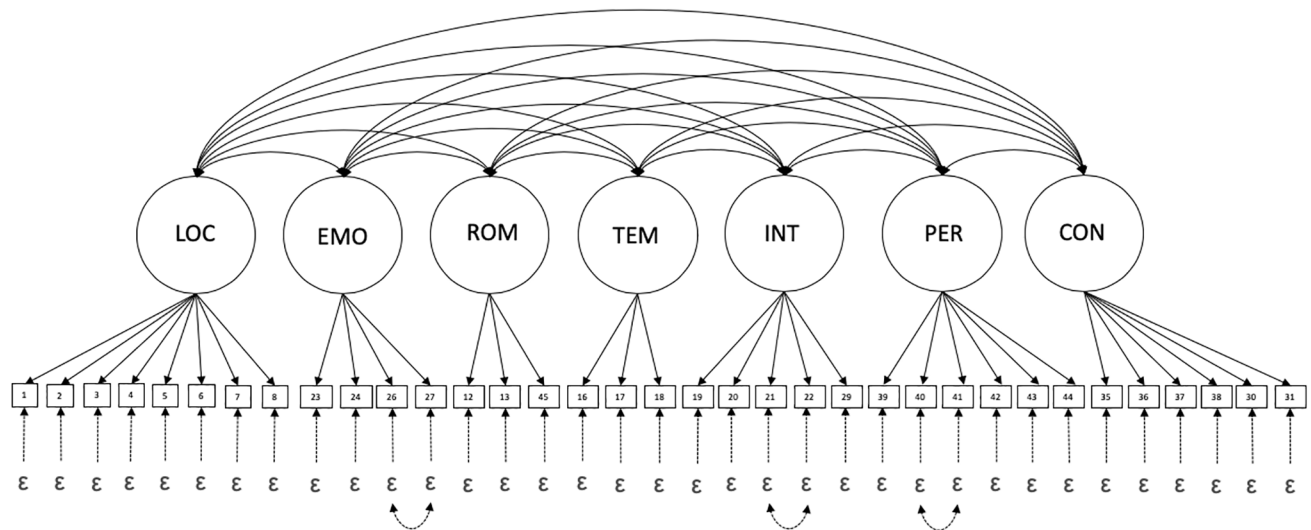 LOC EMO ROM TEM INT PER CON
1 2 3 4 5 6 7 8 23 24 26 27 12 13 45 16 17 18 19 20 21 22 29 39 40 41 42 43 44 35 36 37 38 30 31
ε ε ε ε ε ε ε ε ε ε ε ε ε ε ε ε ε ε ε ε ε ε ε ε ε ε ε ε ε ε ε ε ε ε ε